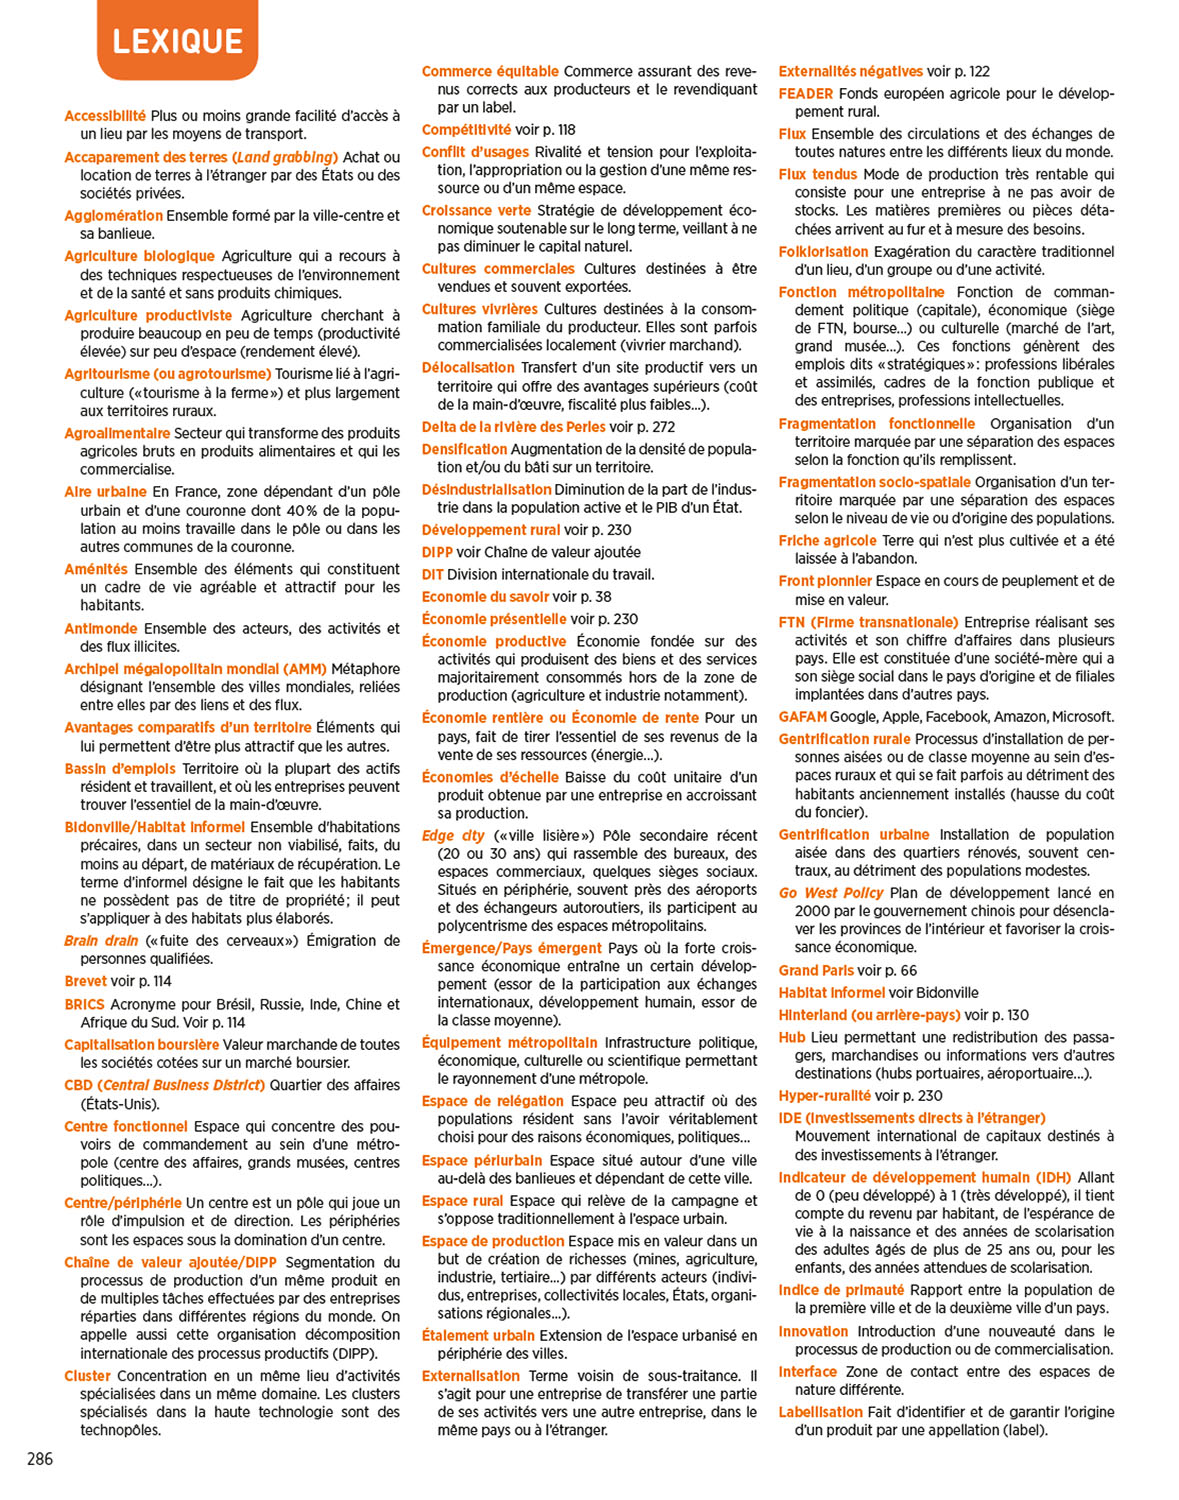 LEXIQUE
Accessibilité Plus ou moins grande facilité d'accès à
un lieu par les moyens de transport.
Accaparement des terres (Land grabbing) Achat ou
location de terres à l'étranger par des États ou des
sociétés privées.
Agglomération Ensemble formé par la ville-centre et
sa banlieue.
Agriculture biologique Agriculture qui a recours à
des techniques respectueuses de l'environnement
et de la santé et sans produits chimiques.
Agriculture productiviste Agriculture cherchant à
produire beaucoup en peu de temps (productivité
élevée) sur peu d'espace (rendement élevé).
Agritourisme (ou agrotourisme) Tourisme lié à l'agri-
culture («tourisme à la ferme») et plus largement
aux territoires ruraux.
Agroalimentaire Secteur qui transforme des produits
agricoles bruts en produits alimentaires et qui les
commercialise.
Aire urbaine En France, zone dépendant d'un pôle
urbain et d'une couronne dont 40% de la popu-
lation au moins travaille dans le pôle ou dans les
autres communes de la couronne.
Aménités Ensemble des éléments qui constituent
un cadre de vie agréable et attractif pour les
habitants.
Antimonde Ensemble des acteurs, des activités et
des flux illicites.
Archipel mégalopolitain mondial (AMM) Métaphore
désignant l'ensemble des villes mondiales, reliées
entre elles par des liens et des flux.
Avantages comparatifs d'un territoire Éléments qui
lui permettent d'être plus attractif que les autres.
Bassin d'emplois Territoire où la plupart des actifs
résident et travaillent, et où les entreprises peuvent
trouver l'essentiel de la main-d'œuvre.
Bidonville/Habitat informel Ensemble d'habitations
précaires, dans un secteur non viabilisé, faits, du
moins au départ, de matériaux de récupération. Le
terme d'informel désigne le fait que les habitants
ne possèdent pas de titre de propriété; il peut
s'appliquer à des habitats plus élaborés.
Brain drain («fuite des cerveaux») Émigration de
personnes qualifiées.
Brevet voir p. 114
BRICS Acronyme pour Brésil, Russie, Inde, Chine et
Afrique du Sud. Voir p. 114
Capitalisation boursière Valeur marchande de toutes
les sociétés cotées sur un marché boursier.
CBD (Central Business District) Quartier des affaires
(États-Unis).
Centre fonctionnel Espace qui concentre des pou-
voirs de commandement au sein d'une métro-
pole (centre des affaires, grands musées, centres
politiques...).
Centre/périphérie Un centre est un pôle qui joue un
rôle d'impulsion et de direction. Les périphéries
sont les espaces sous la domination d'un centre.
Chaîne de valeur ajoutée/DIPP Segmentation du
processus de production d'un même produit en
de multiples tâches effectuées par des entreprises
réparties dans différentes régions du monde. On
appelle aussi cette organisation décomposition
internationale des processus productifs (DIPP).
Cluster Concentration en un même lieu d'activités
spécialisées dans un même domaine. Les clusters
spécialisés dans la haute technologie sont des
technopôles.
Commerce équitable Commerce assurant des reve-
nus corrects aux producteurs et le revendiquant
par un label.
Compétitivité voir p. 118
Conflit d'usages Rivalité et tension pour l'exploita-
tion, l'appropriation ou la gestion d'une même res-
source ou d'un même espace.
Croissance verte Stratégie de développement éco-
nomique soutenable sur le long terme, veillant à ne
pas diminuer le capital naturel.
Cultures commerciales Cultures destinées à être
vendues et souvent exportées.
Cultures vivrières Cultures destinées à la consom-
mation familiale du producteur. Elles sont parfois
commercialisées localement (vivrier marchand).
Délocalisation Transfert d'un site productif vers un
territoire qui offre des avantages supérieurs (coût
de la main-d'œuvre, fiscalité plus faibles...).
Delta de la rivière des Perles voir p. 272
Densification Augmentation de la densité de popula-
tion et/ou du bâti sur un territoire.
Désindustrialisation Diminution de la part de l'indus-
trie dans la population active et le PIB d'un État.
Développement rural voir p. 230
DIPP voir Chaîne de valeur ajoutée
DIT Division internationale du travail.
Economie du savoir voir p. 38
Économie présentielle voir p. 230
Économie productive Économie fondée sur des
activités qui produisent des biens et des services
majoritairement consommés hors de la zone de
production (agriculture et industrie notamment).
Économie rentière ou Économie de rente Pour un
pays, fait de tirer l'essentiel de ses revenus de la
vente de ses ressources (énergie...).
Économies d'échelle Baisse du coût unitaire d'un
produit obtenue par une entreprise en accroissant
sa production.
Edge city («ville lisière») Pôle secondaire récent
(20 ou 30 ans) qui rassemble des bureaux, des
espaces commerciaux, quelques sièges sociaux.
Situés en périphérie, souvent près des aéroports
et des échangeurs autoroutiers, ils participent au
polycentrisme des espaces métropolitains.
Émergence/Pays émergent Pays où la forte crois-
sance économique entraîne un certain dévelop-
pement (essor de la participation aux échanges
internationaux, développement humain, essor de
la classe moyenne).
Équipement métropolitain Infrastructure politique,
économique, culturelle ou scientifique permettant
le rayonnement d'une métropole.
Espace de relégation Espace peu attractif où des
populations résident sans l'avoir véritablement
choisi pour des raisons économiques, politiques...
Espace périurbain Espace situé autour d'une ville
au-delà des banlieues et dépendant de cette ville.
Espace rural Espace qui relève de la campagne et
s'oppose traditionnellement à l'espace urbain.
Espace de production Espace mis en valeur dans un
but de création de richesses (mines, agriculture,
industrie, tertiaire...) par différents acteurs (indivi-
dus, entreprises, collectivités locales, États, organi-
sations régionales...).
Étalement urbain Extension de l'espace urbanisé en
périphérie des villes.
Externalisation Terme voisin de sous-traitance. Il
s'agit pour une entreprise de transférer une partie
de ses activités vers une autre entreprise, dans le
même pays ou à l'étranger.
Externalités négatives voir p. 122
FEADER Fonds européen agricole pour le dévelop-
pement rural.
Flux Ensemble des circulations et des échanges de
toutes natures entre les différents lieux du monde.
Flux tendus Mode de production très rentable qui
consiste pour une entreprise à ne pas avoir de
stocks. Les matières premières ou pièces déta-
chées arrivent au fur et à mesure des besoins.
Folklorisation Exagération du caractère traditionnel
d'un lieu, d'un groupe ou d'une activité.
Fonction métropolitaine Fonction de comman-
dement politique (capitale), économique (siège
de FTN, bourse...) ou culturelle (marché de l'art,
grand musée...). Ces fonctions génèrent des
emplois dits «stratégiques»: professions libérales
et assimilés, cadres de la fonction publique et
des entreprises, professions intellectuelles.
Fragmentation fonctionnelle Organisation d'un
territoire marquée par une séparation des espaces
selon la fonction qu'ils remplissent.
Fragmentation socio-spatiale Organisation d'un ter-
ritoire marquée par une séparation des espaces
selon le niveau de vie ou d'origine des populations.
Friche agricole Terre qui n'est plus cultivée et a été
laissée à l'abandon.
Front pionnier Espace en cours de peuplement et de
mise en valeur.
FTN (Firme transnationale) Entreprise réalisant ses
activités et son chiffre d'affaires dans plusieurs
pays. Elle est constituée d'une société-mère qui a
son siège social dans le pays d'origine et de filiales
implantées dans d'autres pays.
GAFAM Google, Apple, Facebook, Amazon, Microsoft.
Gentrification rurale Processus d'installation de per-
sonnes aisées ou de classe moyenne au sein d'es-
paces ruraux et qui se fait parfois au détriment des
habitants anciennement installés (hausse du coût
du foncier).
Gentrification urbaine Installation de population
aisée dans des quartiers rénovés, souvent cen-
traux, au détriment des populations modestes.
Go West Policy Plan de développement lancé en
2000 par le gouvernement chinois pour désencla-
ver les provinces de l'intérieur et favoriser la crois-
sance économique.
Grand Paris voir p. 66
Habitat informel voir Bidonville
Hinterland (ou arrière-pays) voir p. 130
Hub Lieu permettant une redistribution des passa-
gers, marchandises ou informations vers d'autres
destinations (hubs portuaires, aéroportuaire...).
Hyper-ruralité voir p. 230
IDE (investissements directs à l'étranger)
Mouvement international de capitaux destinés à
des investissements à l'étranger.
Indicateur de développement humain (IDH) Allant
de 0 (peu développé) à 1 (très développé), il tient
compte du revenu par habitant, de l'espérance de
vie à la naissance et des années de scolarisation
des adultes âgés de plus de 25 ans ou, pour les
enfants, des années attendues de scolarisation.
Indice de primauté Rapport entre la population de
la première ville et de la deuxième ville d'un pays.
Innovation Introduction d'une nouveauté dans le
processus de production ou de commercialisation.
Interface Zone de contact entre des espaces de
nature différente.
Labellisation Fait d'identifier et de garantir l'origine
d'un produit par une appellation (label).
286